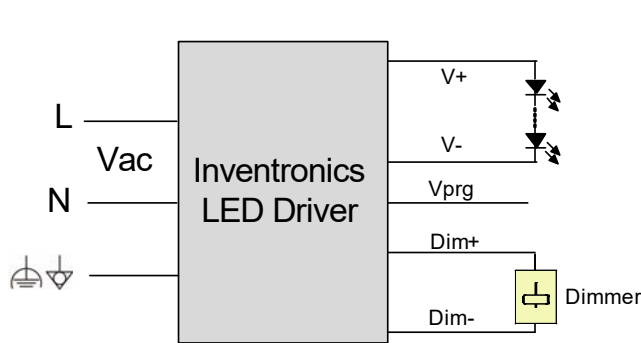 L
Vac
N
Inventronics
LED Driver
V+
V-
Vprg
Dim+
Dim-
Dimmer